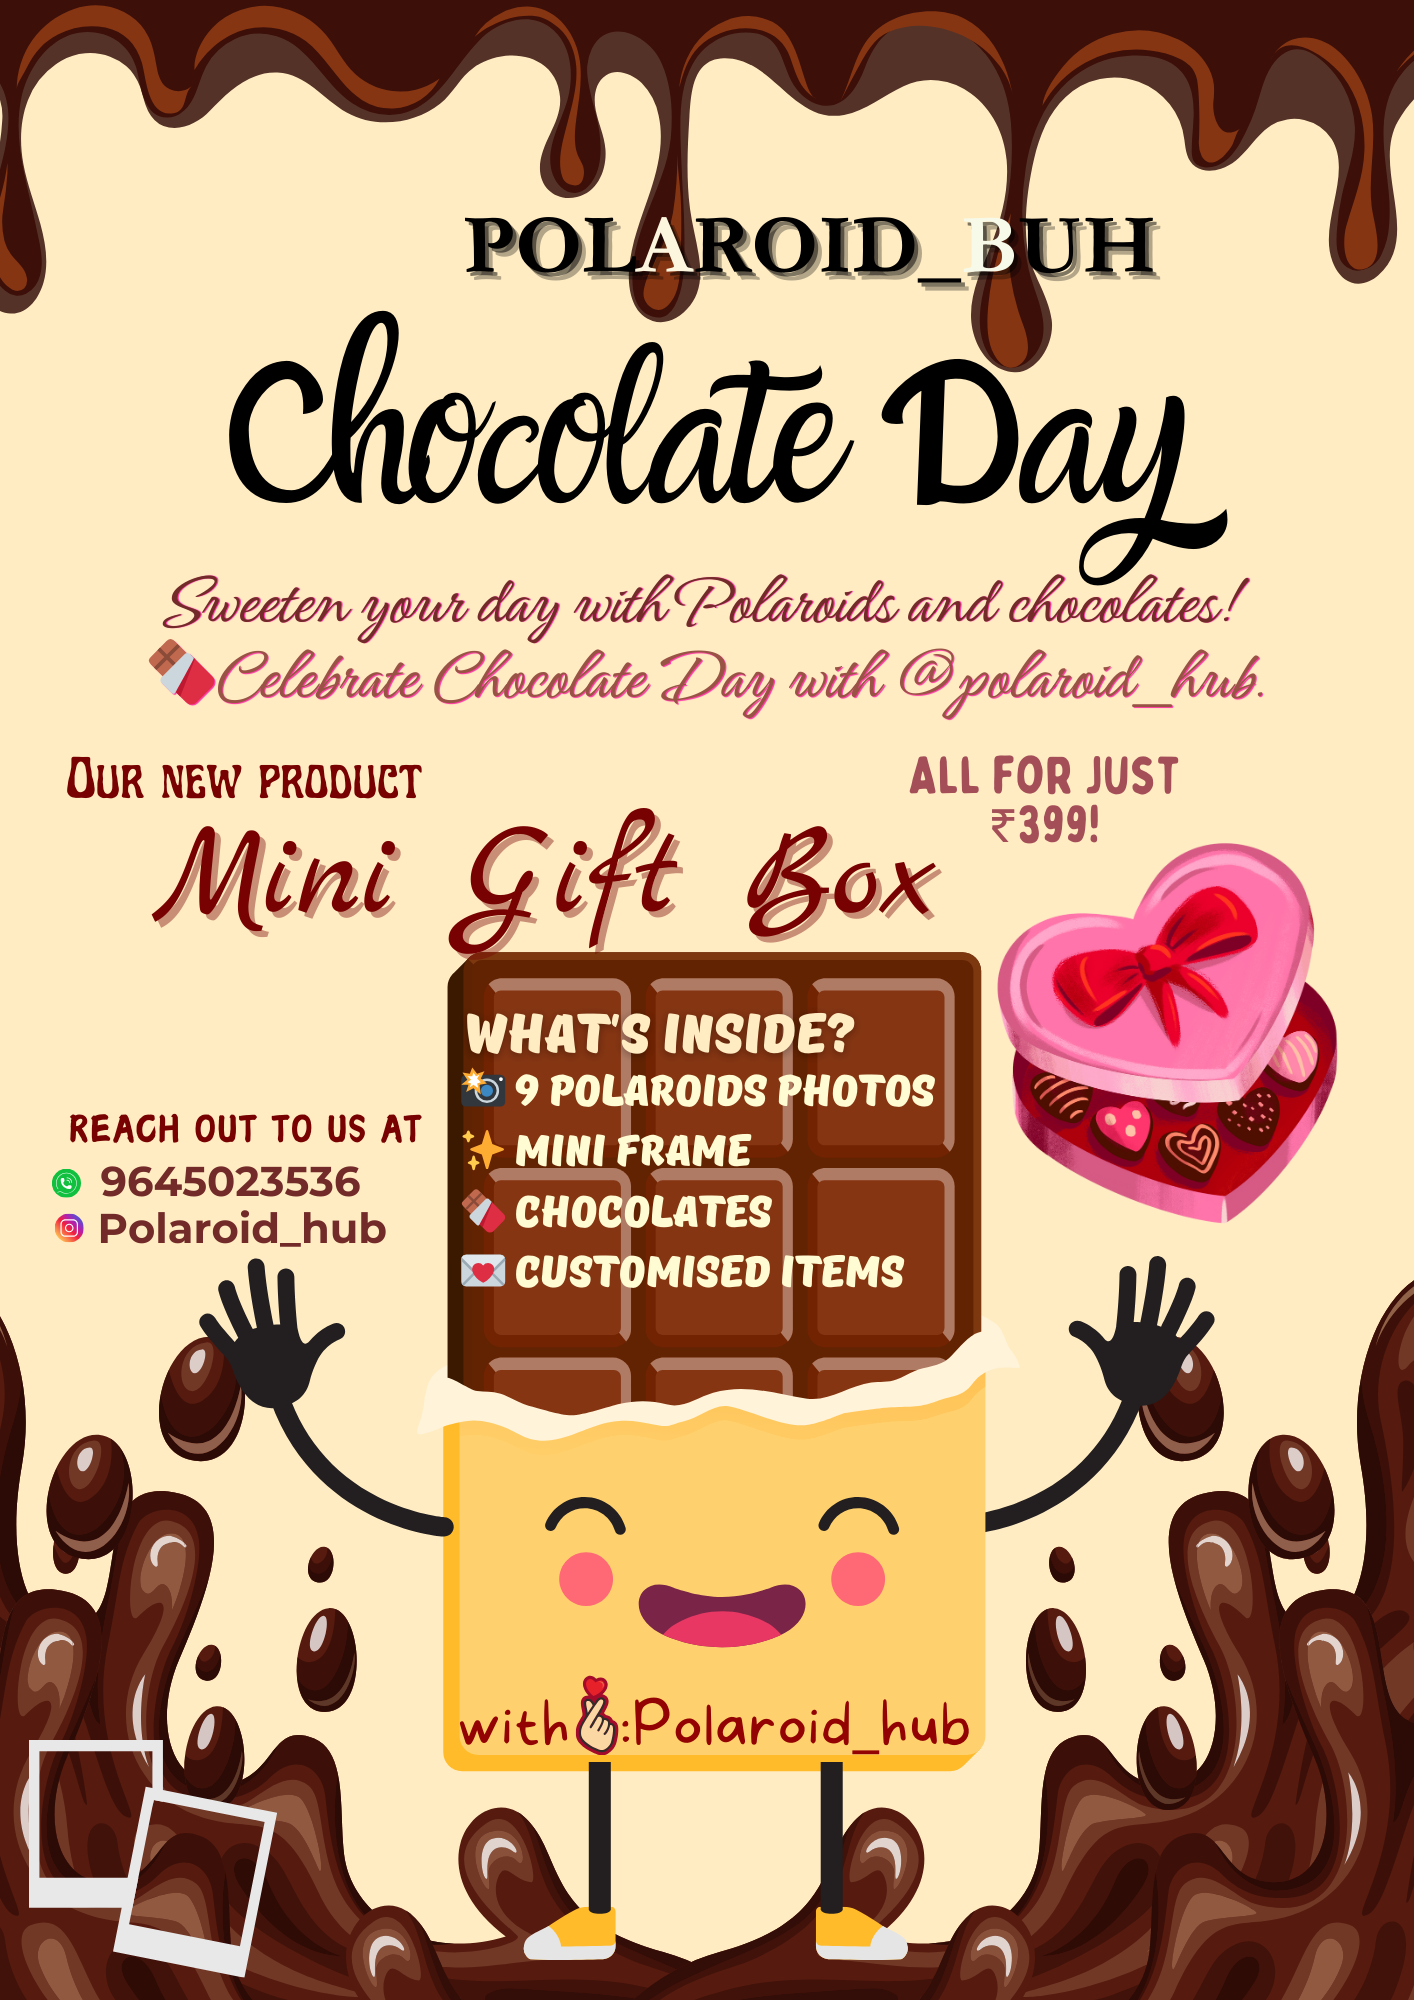 POLAROID_BUH
Chocolate Day
Sweeten your day with Polaroids and chocolates!
🍫Celebrate Chocolate Day with @polaroid_hub.
OUR NEW PRODUCT
Mini Gift Box
ALL FOR JUST
₹399!
WHAT'S INSIDE?
📸 9 POLAROIDS PHOTOS
✨ MINI FRAME
🍫 CHOCOLATES
💌 CUSTOMISED ITEMS
REACH OUT TO US AT
9645023536
Polaroid_hub
with🫰:Polaroid_hub